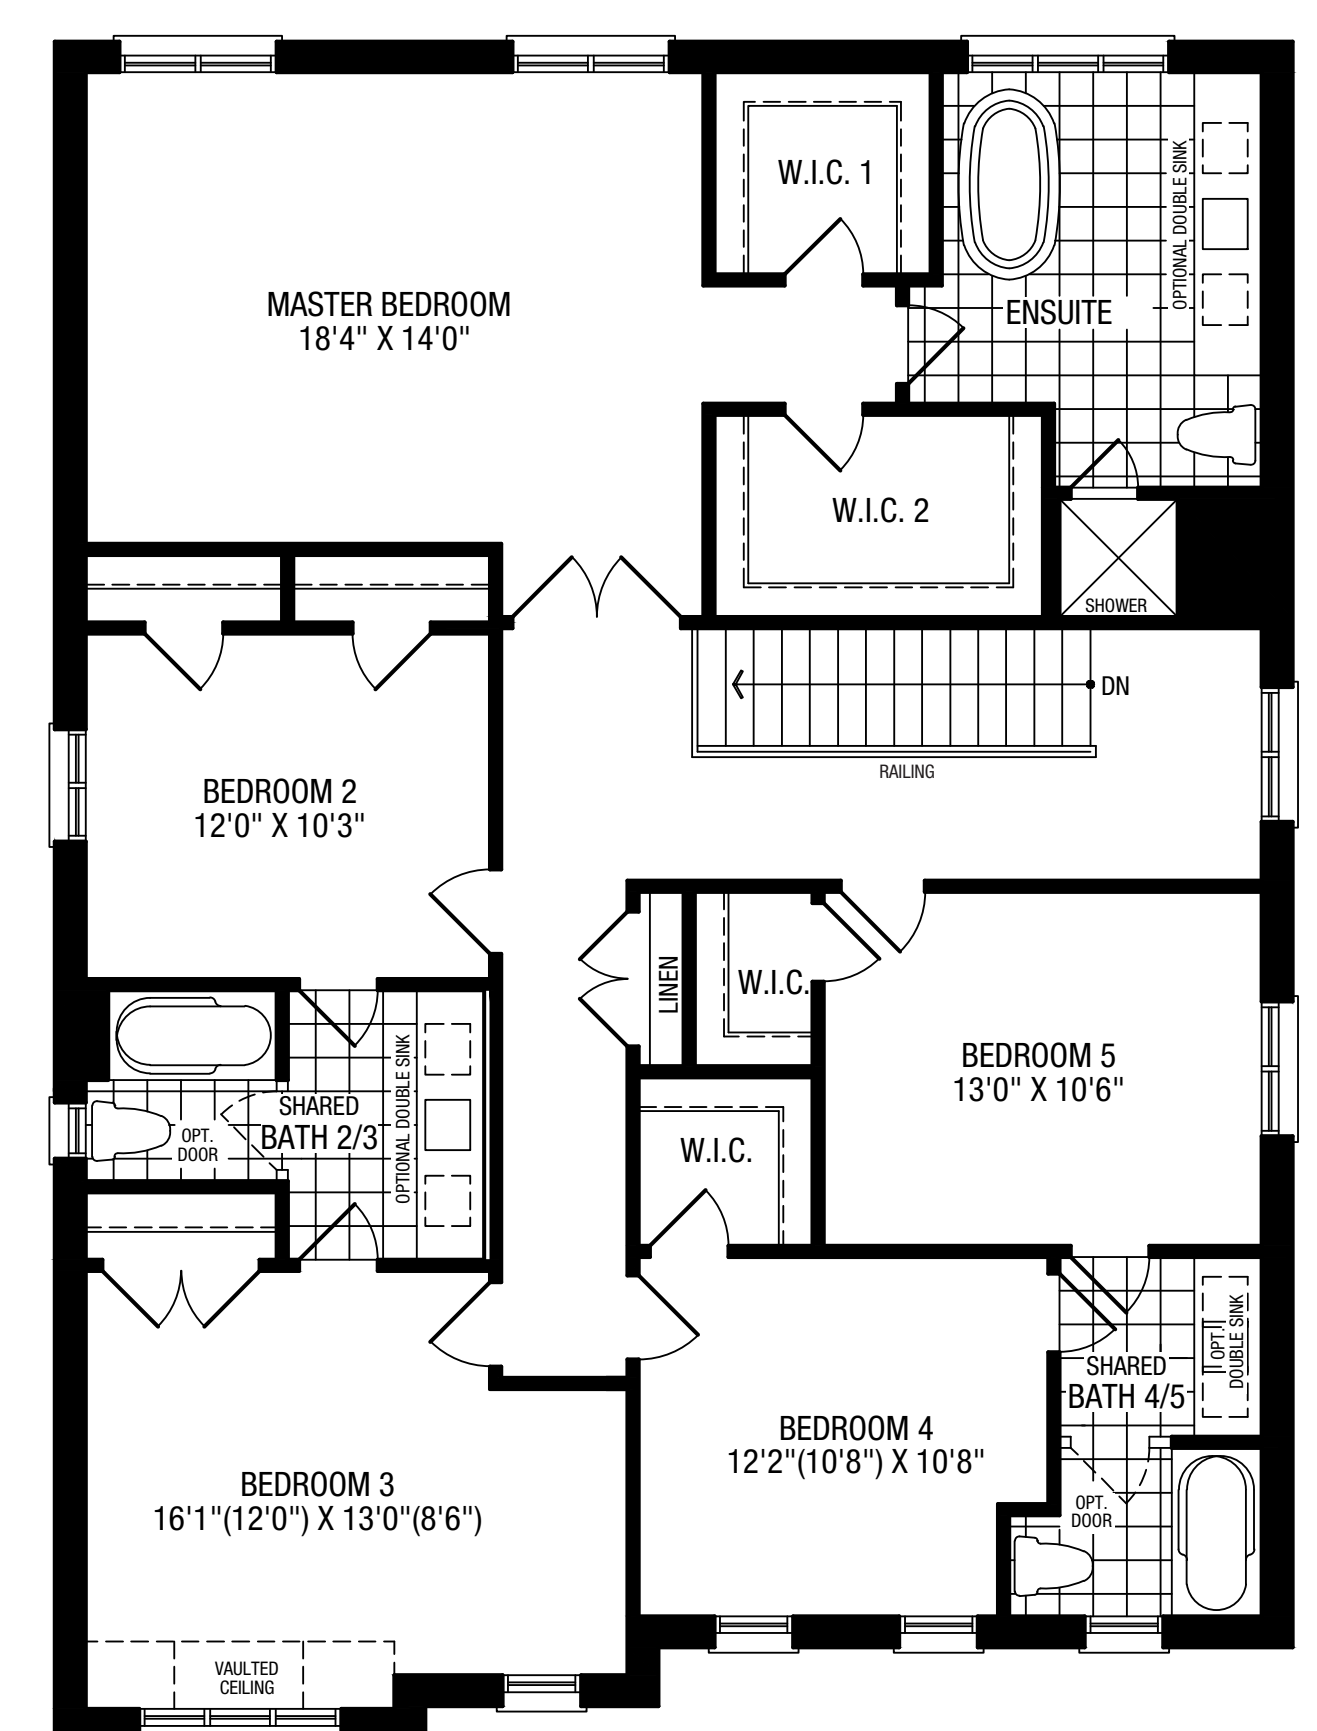 W.I.C. 1
OPTIONAL DOUBLE SINK
MASTER BEDROOM
18'4" X 14'0"
ENSUITE
W.I.C. 2
SHOWER
DN
RAILING
BEDROOM 2
12'0" X 10'3"
LINEN
W.I.C.
BEDROOM 5
13'0" X 10'6"
SHARED
BATH 2/3
OPT.
DOOR
OPTIONAL DOUBLE SINK
W.I.C.
OPT.
DOUBLE SINK
SHARED
BATH 4/5
BEDROOM 4
12'2"(10'8") X 10'8"
BEDROOM 3
16'1"(12'0") X 13'0"(8'6")
OPT.
DOOR
VAULTED
CEILING